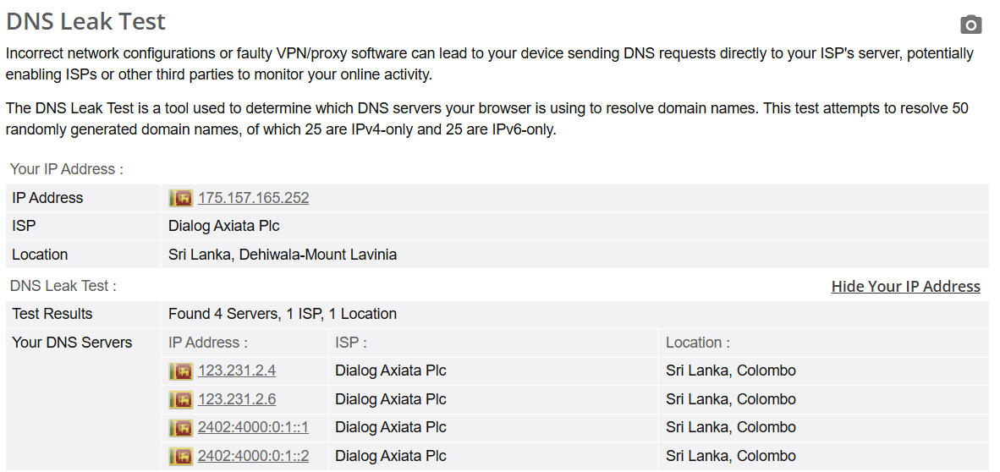 DNS Leak Test
Incorrect network configurations or faulty VPN/proxy software can lead to your device sending DNS requests directly to your ISP's server, potentially
enabling ISPs or other third parties to monitor your online activity.
The DNS Leak Test is a tool used to determine which DNS servers your browser is using to resolve domain names. This test attempts to resolve 50
randomly generated domain names, of which 25 are IPv4-only and 25 are IPv6-only.
Your IP Address :
IP Address 175.157.165.252
ISP Dialog Axiata Plc
Location Sri Lanka, Dehiwala-Mount Lavinia
DNS Leak Test : Hide Your IP Address
Test Results Found 4 Servers, 1 ISP, 1 Location
Your DNS Servers IP Address : ISP : Location :
123.231.2.4 Dialog Axiata Plc Sri Lanka, Colombo
123.231.2.6 Dialog Axiata Plc Sri Lanka, Colombo
2402:4000:0:1::1 Dialog Axiata Plc Sri Lanka, Colombo
2402:4000:0:1::2 Dialog Axiata Plc Sri Lanka, Colombo